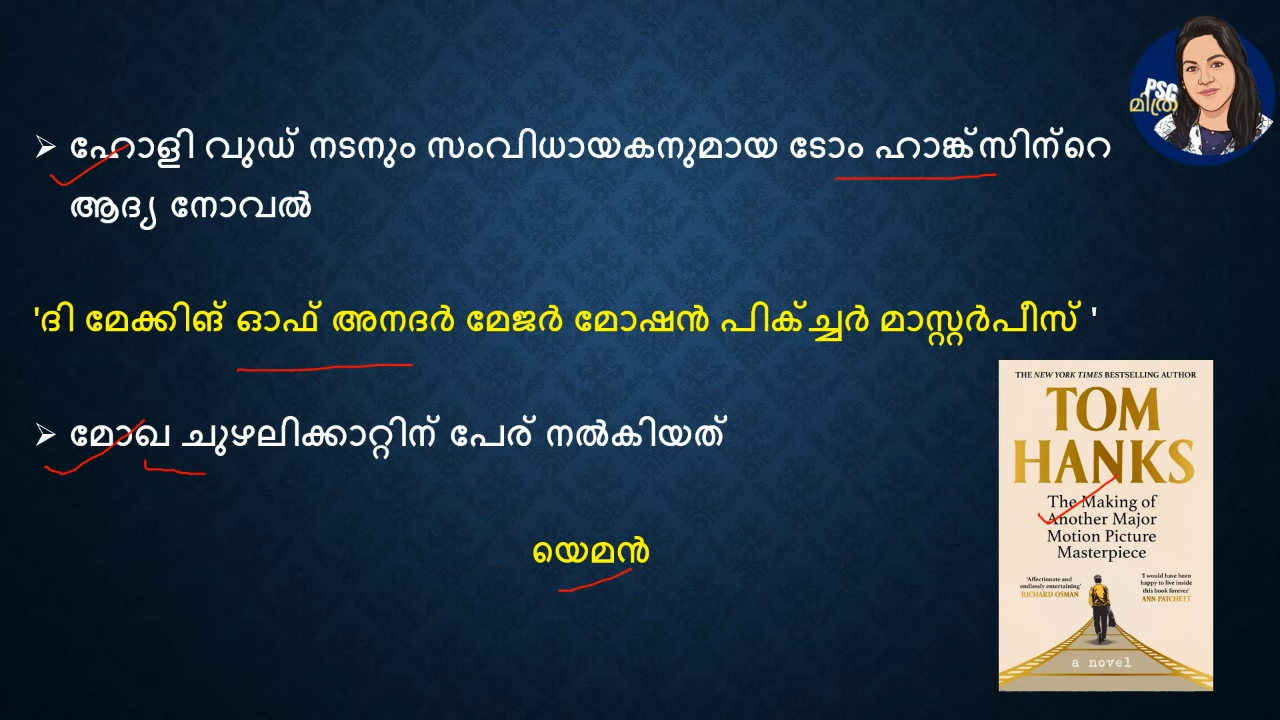 PSC
മിത്ര
ഹോളി വുഡ് നടനും സംവിധായകനുമായ ടോം ഹാങ്ക്സിന്റെ
ആദ്യ നോവൽ
'ദി മേക്കിങ് ഓഫ് അനദർ മേജർ മോഷൻ പിക്ച്ചർ മാസ്റ്റർപീസ് '
മോഖ ചുഴലിക്കാറ്റിന് പേര് നൽകിയത്
യെമൻ
THE NEW YORK TIMES BESTSELLING AUTHOR
TOM
HANKS
The Making of
Another Major
Motion Picture
Masterpiece
'Affectionate and
endlessly entertaining'
RICHARD OSMAN
'I would have been
happy to live inside
this book forever'
ANN PATCHETT
a novel